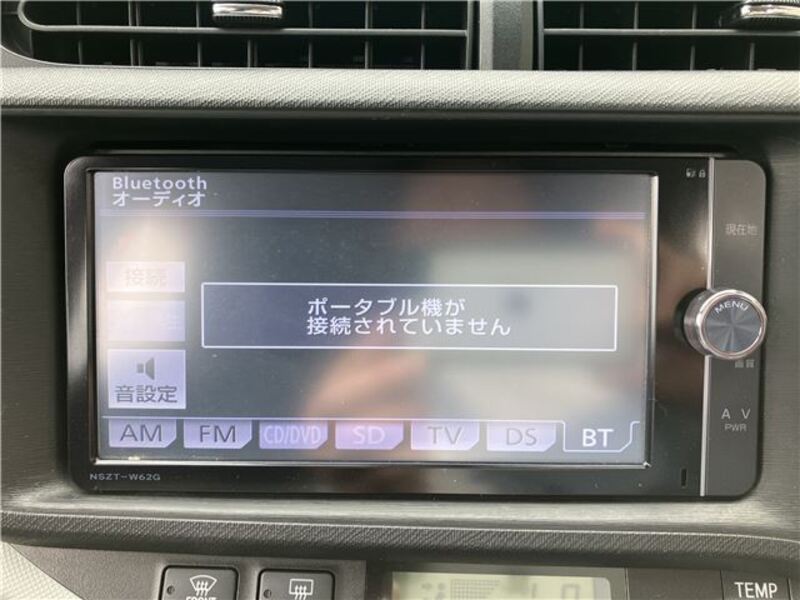 Bluetooth
オーディオ
現在地
接続
MENU
ポータブル機が
接続されていません
画質
音設定
AM FM CD/DVD SD TV DS BT
A V
PWR
NSZT-W62G
FRONT
TEMP